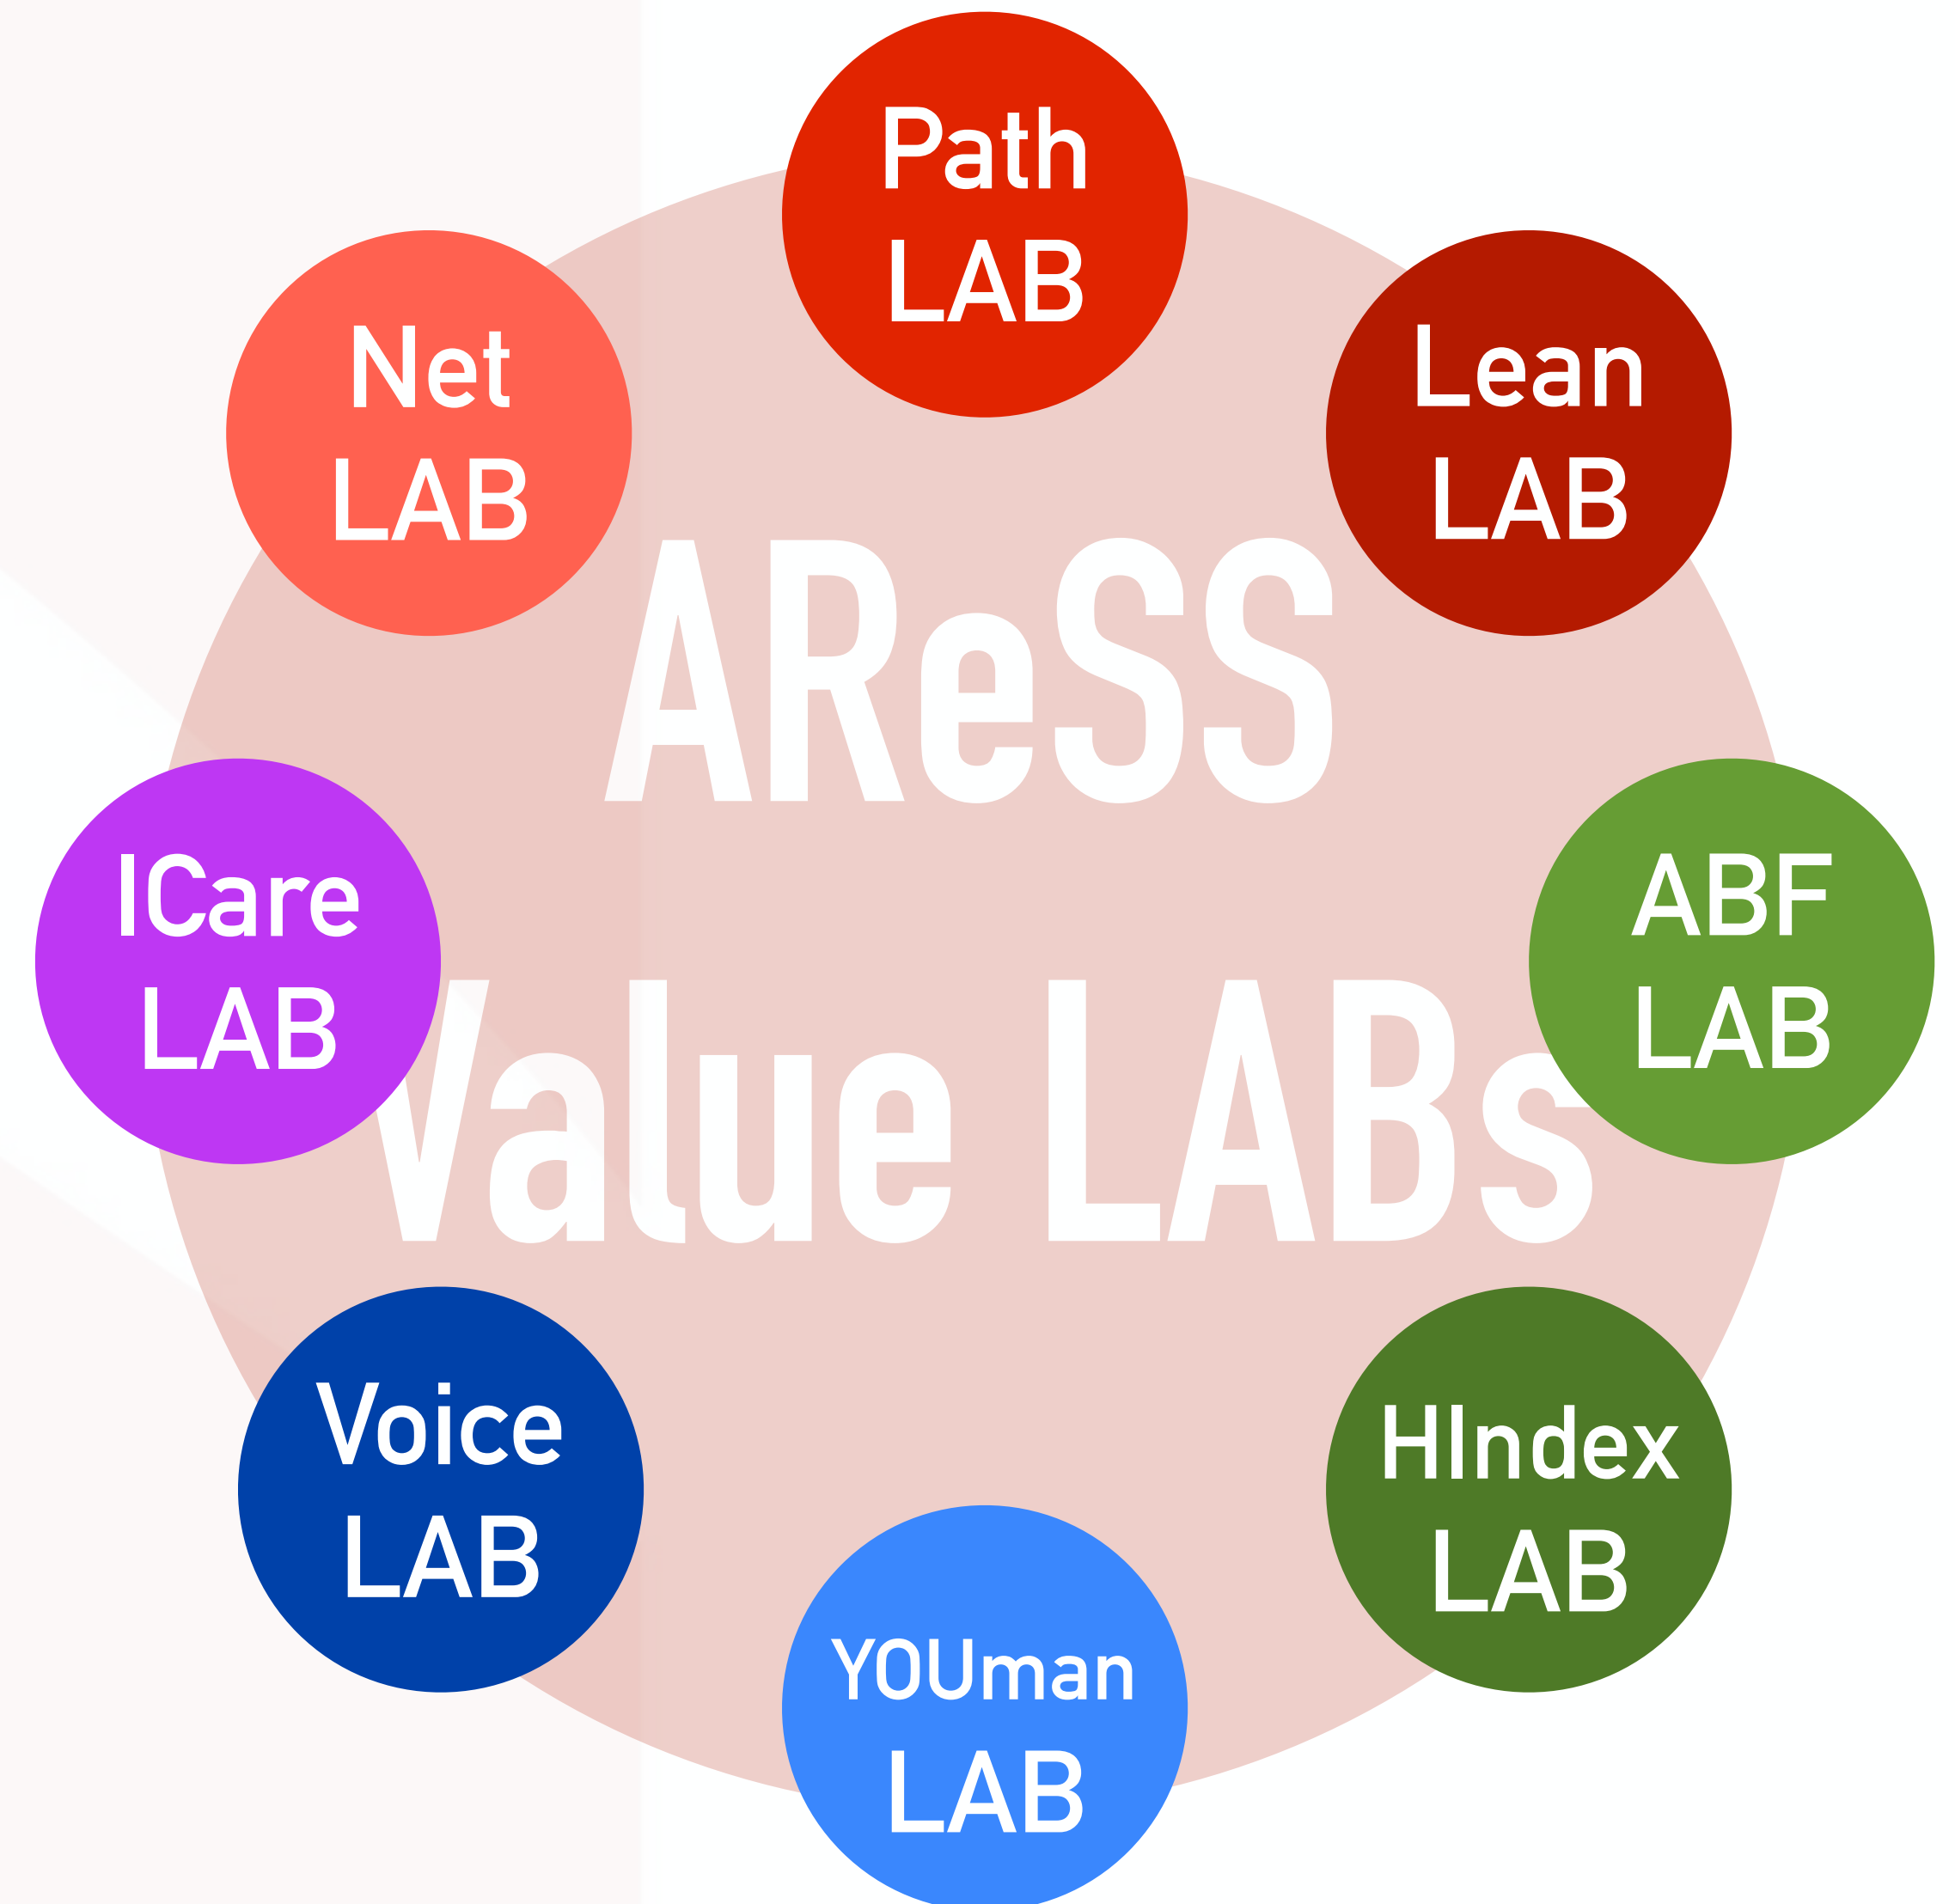 Path
LAB
Net
LAB
Lean
LAB
AReSS
ICare
LAB
ABF
LAB
Value LABs
Voice
LAB
HIndex
LAB
YOUman
LAB